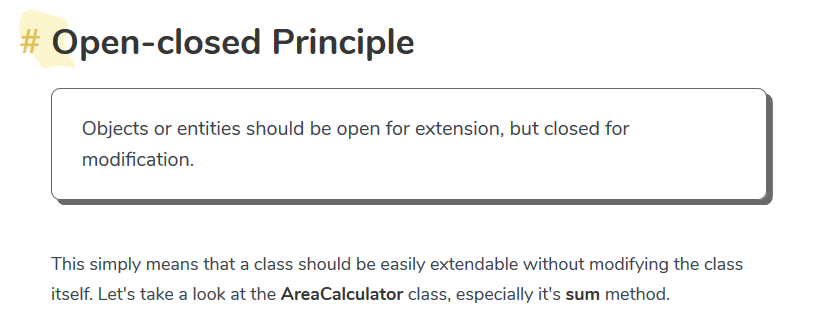 # Open-closed Principle
Objects or entities should be open for extension, but closed for
modification.
This simply means that a class should be easily extendable without modifying the class
itself. Let's take a look at the AreaCalculator class, especially it's sum method.